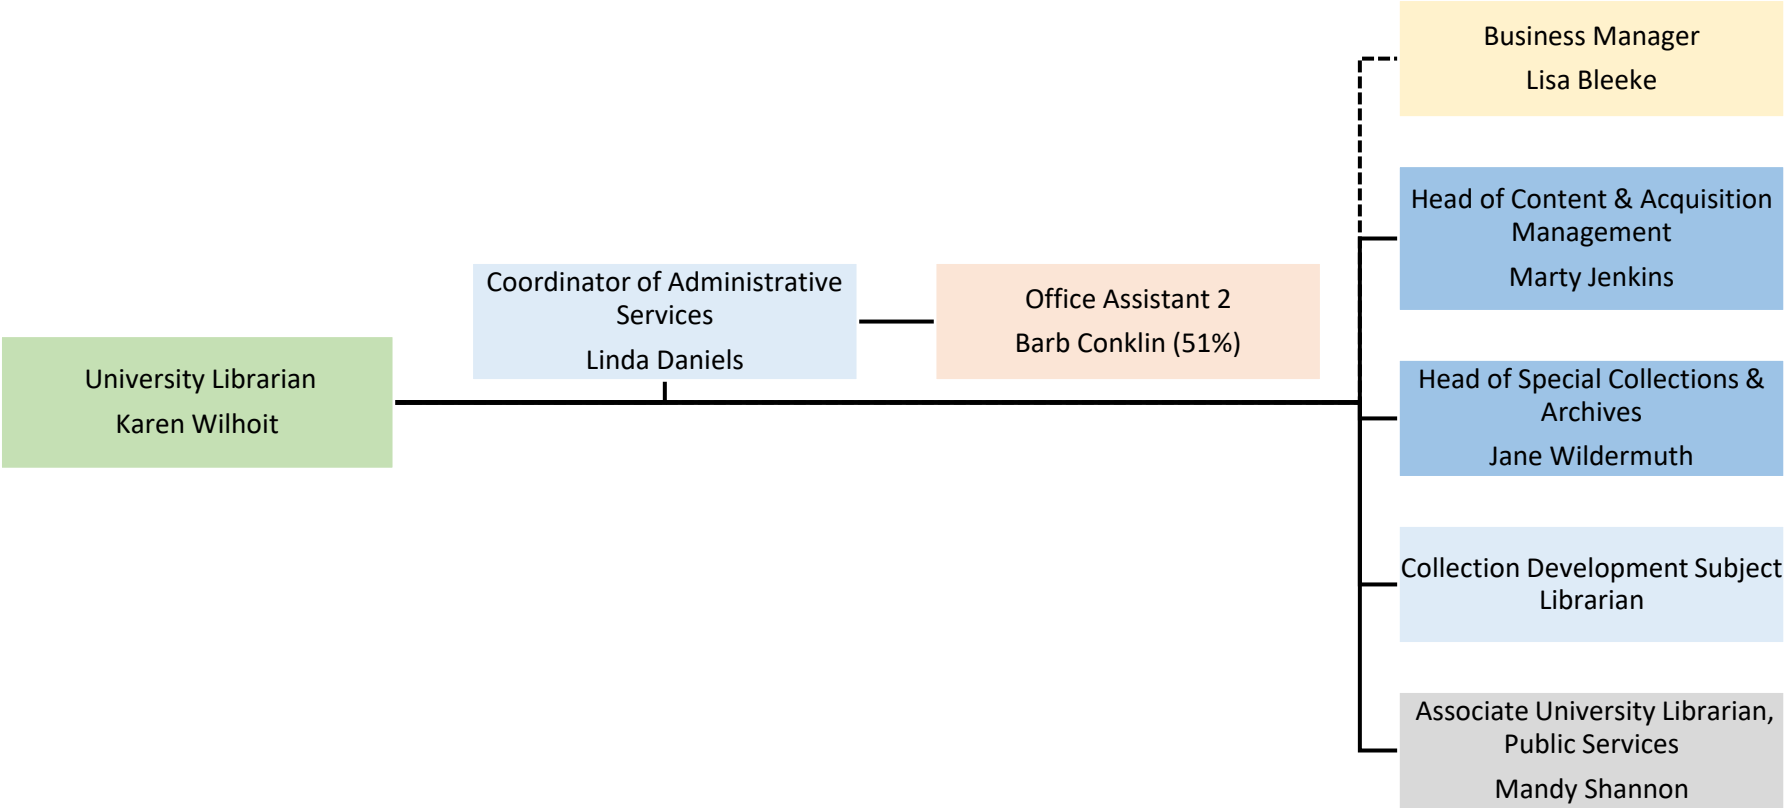 University Librarian
Karen Wilhoit
Coordinator of Administrative
Services
Linda Daniels
Office Assistant 2
Barb Conklin (51%)
Business Manager
Lisa Bleeke
Head of Content & Acquisition
Management
Marty Jenkins
Head of Special Collections &
Archives
Jane Wildermuth
Collection Development Subject
Librarian
Associate University Librarian,
Public Services
Mandy Shannon